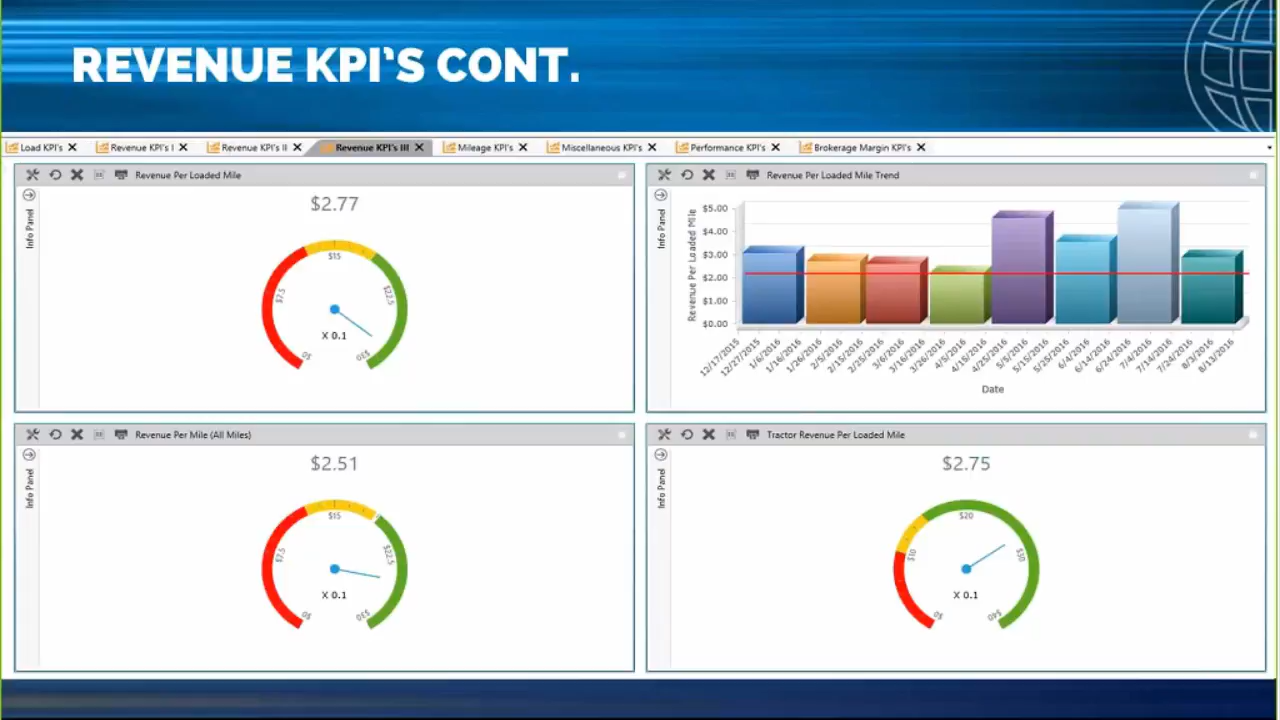 REVENUE KPI'S CONT.
Load KPI's
Revenue KPI's I
Revenue KPI's II
Revenue KPI's III
Mileage KPI's
Miscellaneous KPI's
Performance KPI's
Brokerage Margin KPI's
Revenue Per Loaded Mile
Info Panel
$2.77
$0
$7.5
$15
$22.5
$30
X 0.1
Revenue Per Loaded Mile Trend
Info Panel
Revenue Per Loaded Mile
$5.00
$4.00
$3.00
$2.00
$1.00
$0.00
12/17/2015
12/27/2015
1/6/2016
1/16/2016
1/26/2016
2/5/2016
2/15/2016
2/25/2016
3/6/2016
3/16/2016
3/26/2016
4/5/2016
4/15/2016
4/25/2016
5/5/2016
5/15/2016
5/25/2016
6/4/2016
6/14/2016
6/24/2016
7/4/2016
7/14/2016
7/24/2016
8/3/2016
8/13/2016
Date
Revenue Per Mile (All Miles)
Info Panel
$2.51
$0
$7.5
$15
$22.5
$30
X 0.1
Tractor Revenue Per Loaded Mile
Info Panel
$2.75
$0
$10
$20
$30
$40
X 0.1